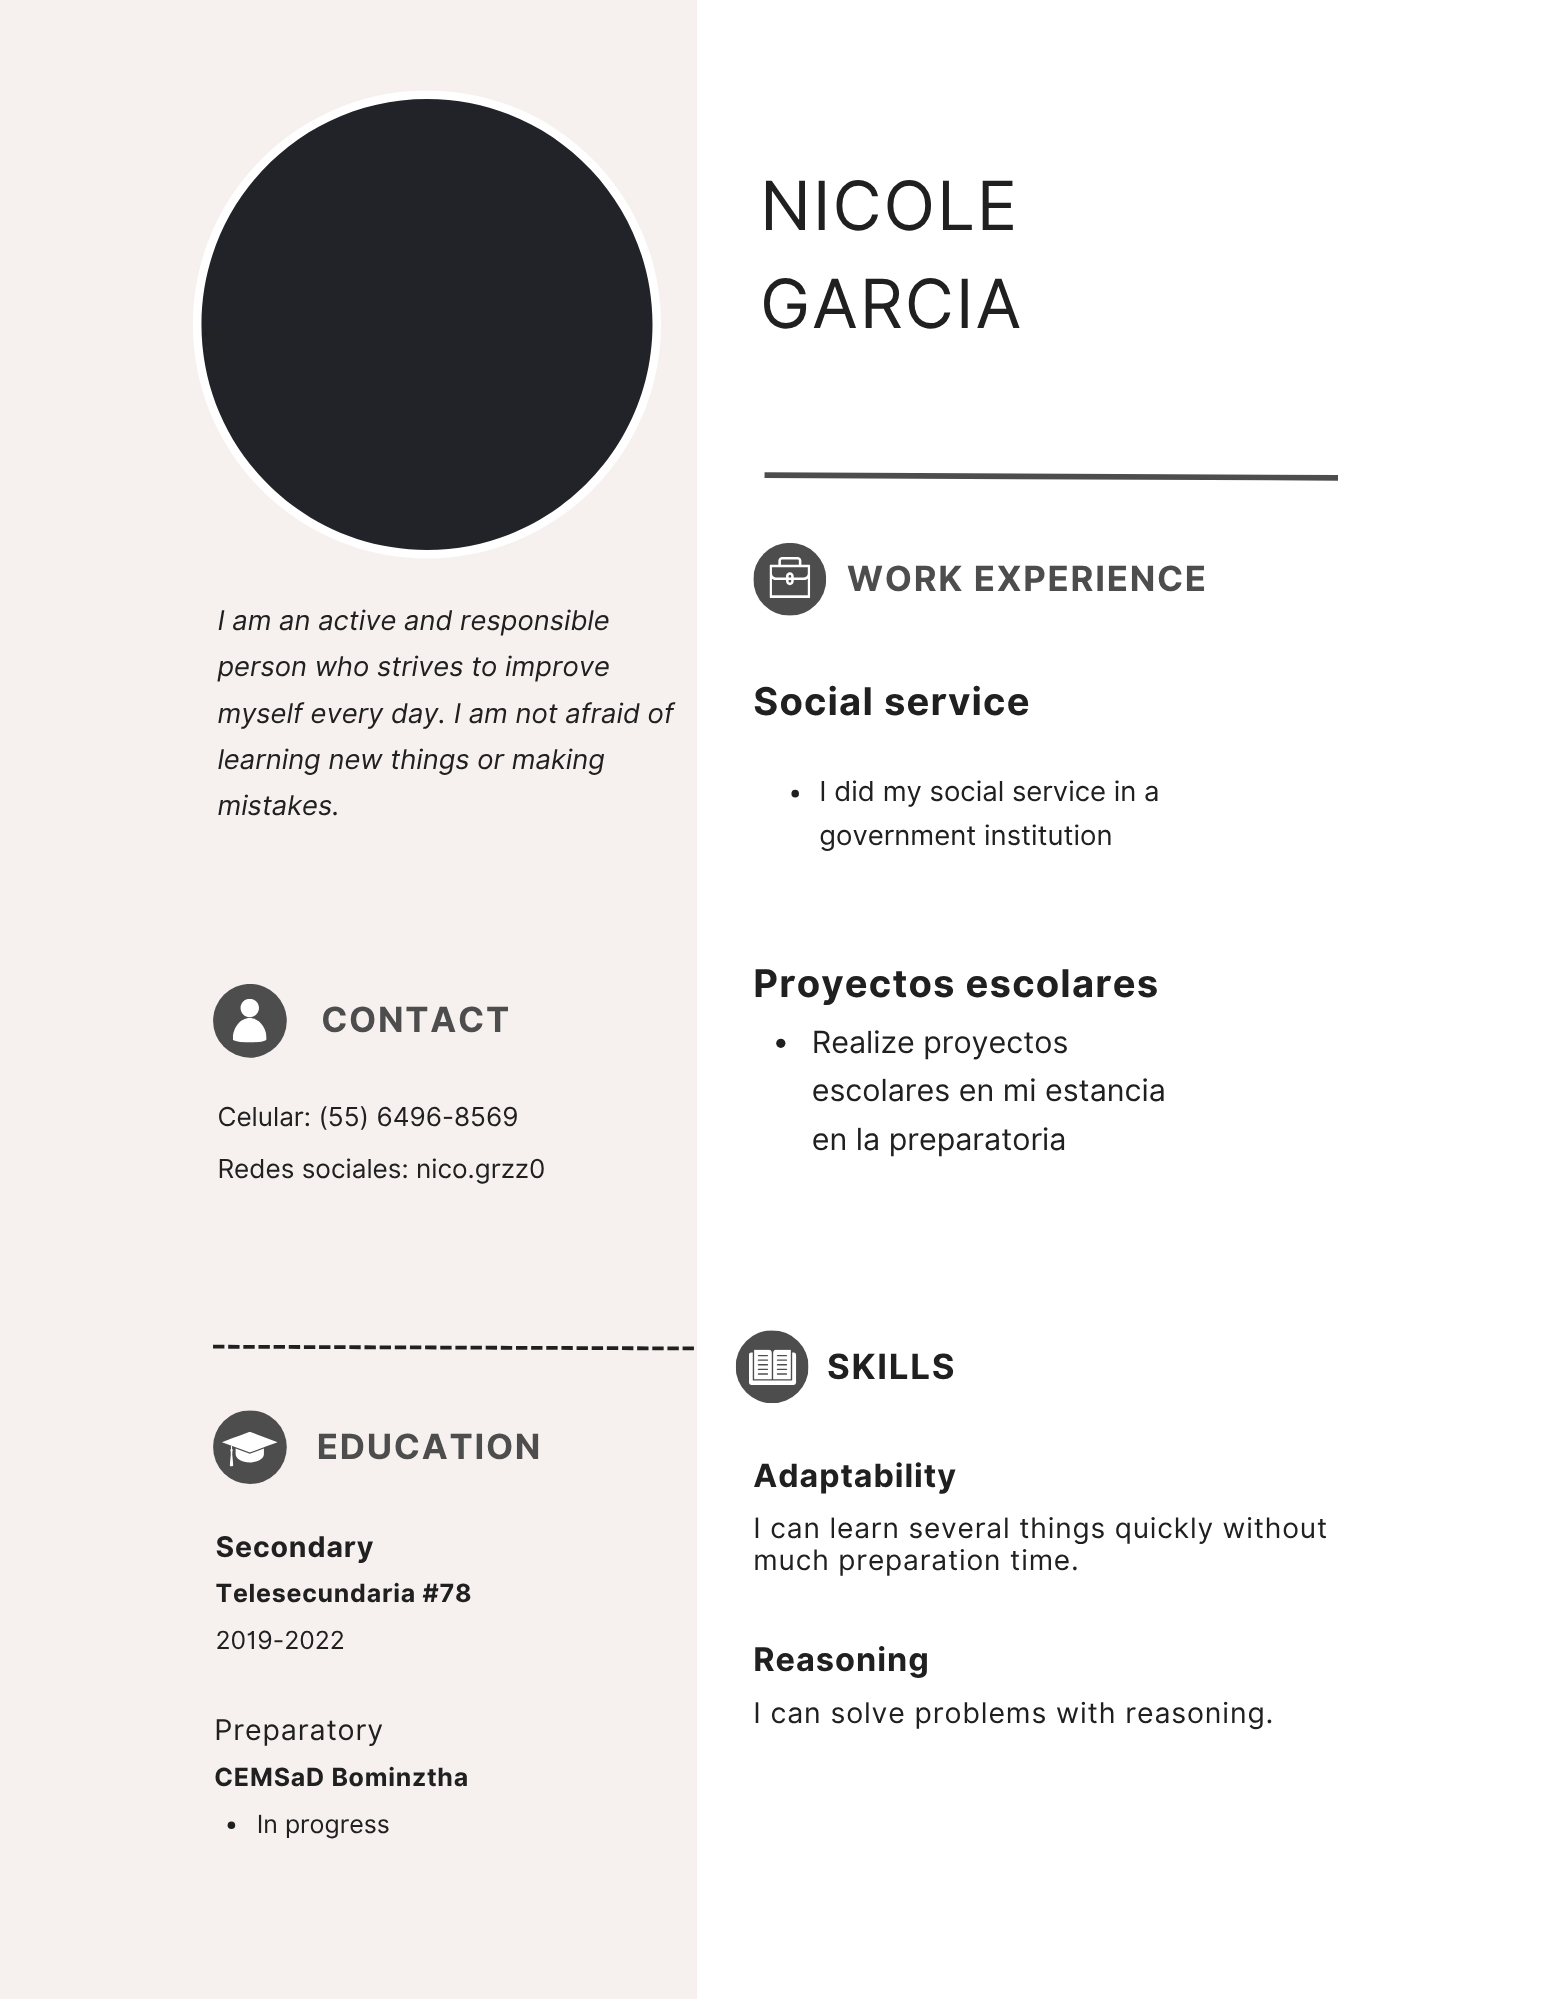 NICOLE
GARCIA
I am an active and responsible
person who strives to improve
myself every day. I am not afraid of
learning new things or making
mistakes.
CONTACT
Celular: (55) 6496-8569
Redes sociales: nico.grzz0
EDUCATION
Secondary
Telesecundaria #78
2019-2022
Preparatory
CEMSaD Bominztha
• In progress
WORK EXPERIENCE
Social service
• I did my social service in a
government institution
Proyectos escolares
• Realize proyectos
escolares en mi estancia
en la preparatoria
SKILLS
Adaptability
I can learn several things quickly without
much preparation time.
Reasoning
I can solve problems with reasoning.